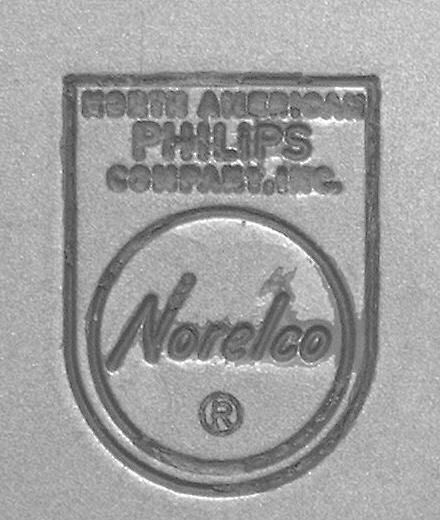 NORTH AMERICAN
PHILIPS
COMPANY, INC.
Norelco
®